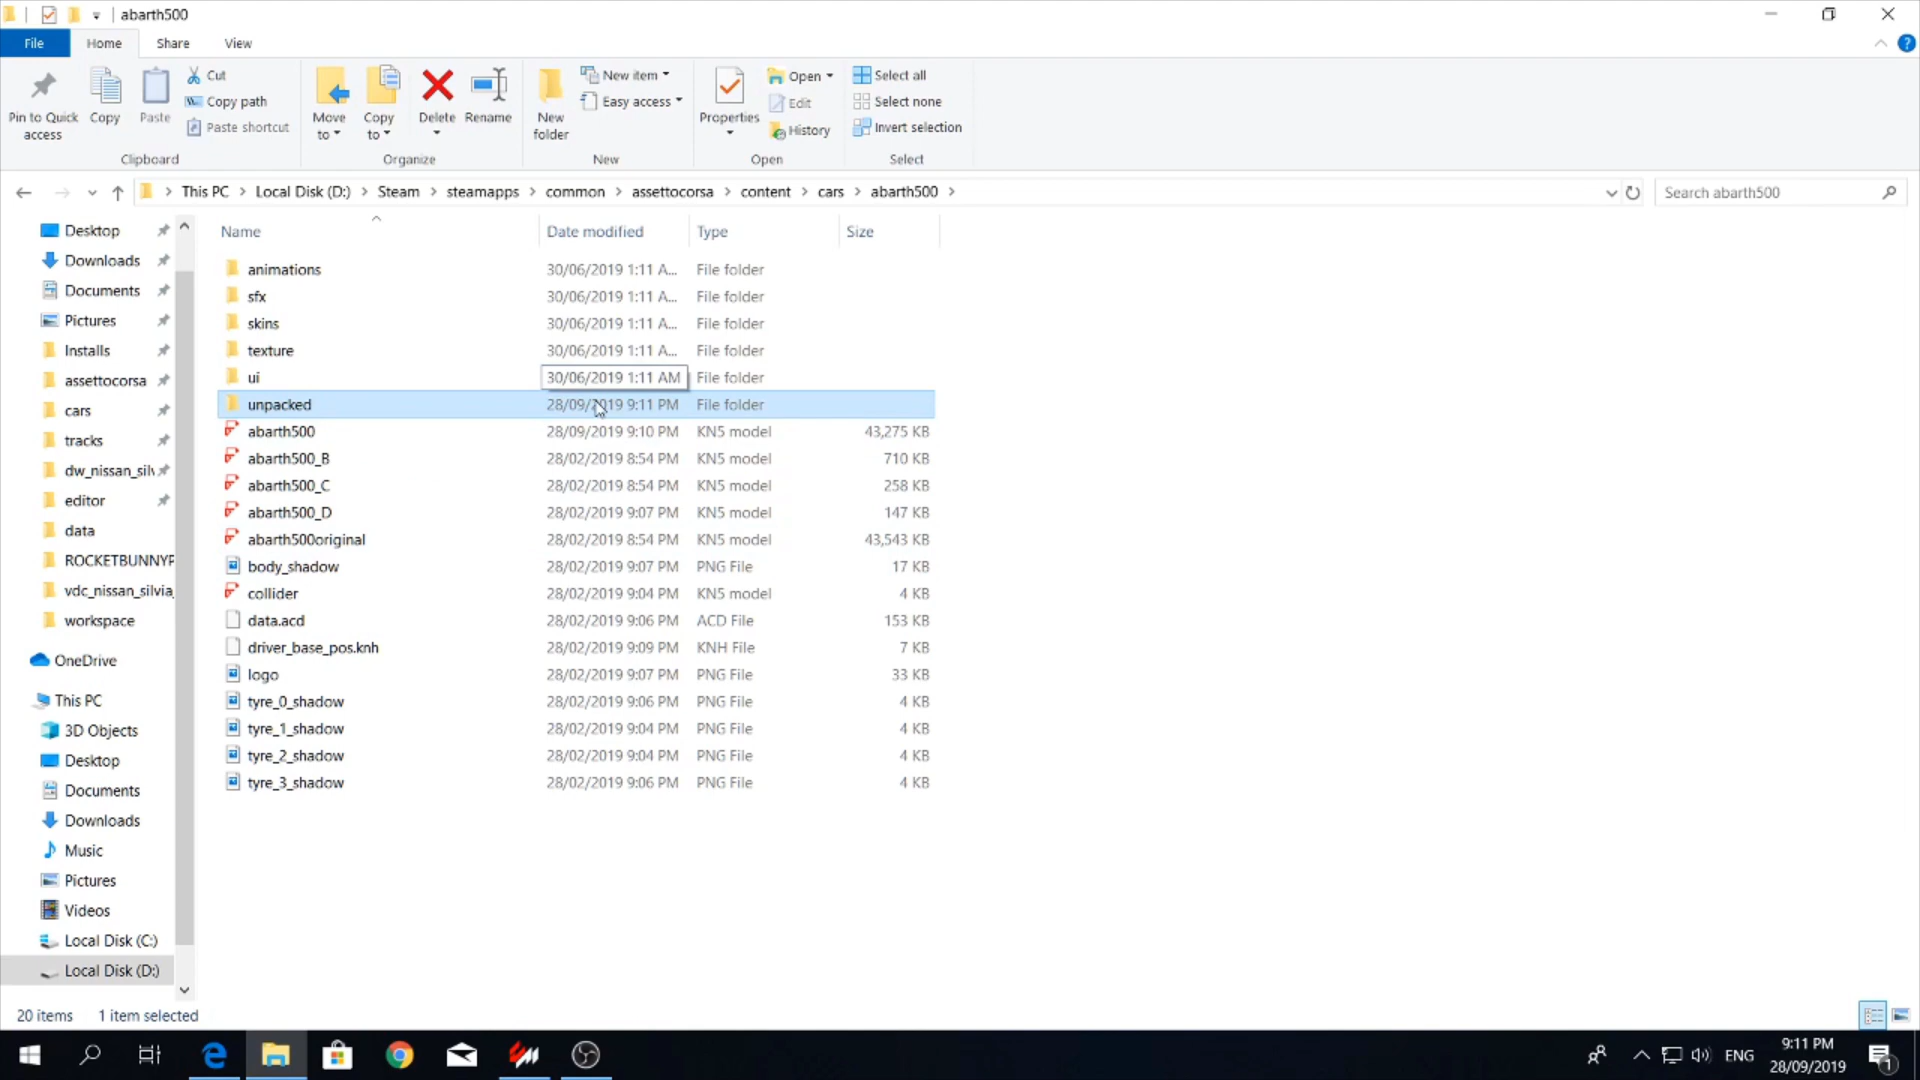 abarth500
File Home Share View
Pin to Quick access Copy Paste Cut Copy path Paste shortcut
Move to Copy to Delete Rename New folder New item Easy access
Properties Open Edit History Select all Select none Invert selection
Clipboard Organize New Open Select
This PC Local Disk (D:) Steam steamapps common assettocorsa content cars abarth500 Search abarth500
Name Date modified Type Size
Desktop
Downloads
Documents
Pictures
Installs
assettocorsa
cars
tracks
dw_nissan_silv
editor
data
ROCKETBUNNYP
vdc_nissan_silvia_
workspace
OneDrive
This PC
3D Objects
Desktop
Documents
Downloads
Music
Pictures
Videos
Local Disk (C:)
Local Disk (D:)
animations 30/06/2019 1:11 A... File folder
sfx 30/06/2019 1:11 A... File folder
skins 30/06/2019 1:11 A... File folder
texture 30/06/2019 1:11 A... File folder
ui 30/06/2019 1:11 AM File folder
unpacked 28/09/2019 9:11 PM File folder
abarth500 28/09/2019 9:10 PM KN5 model 43,275 KB
abarth500_B 28/02/2019 8:54 PM KN5 model 710 KB
abarth500_C 28/02/2019 8:54 PM KN5 model 258 KB
abarth500_D 28/02/2019 9:07 PM KN5 model 147 KB
abarth500original 28/02/2019 8:54 PM KN5 model 43,543 KB
body_shadow 28/02/2019 9:07 PM PNG File 17 KB
collider 28/02/2019 9:04 PM KN5 model 4 KB
data.acd 28/02/2019 9:06 PM ACD File 153 KB
driver_base_pos.knh 28/02/2019 9:09 PM KNH File 7 KB
logo 28/02/2019 9:07 PM PNG File 33 KB
tyre_0_shadow 28/02/2019 9:06 PM PNG File 4 KB
tyre_1_shadow 28/02/2019 9:04 PM PNG File 4 KB
tyre_2_shadow 28/02/2019 9:04 PM PNG File 4 KB
tyre_3_shadow 28/02/2019 9:06 PM PNG File 4 KB
20 items 1 item selected
ENG 9:11 PM
28/09/2019 1